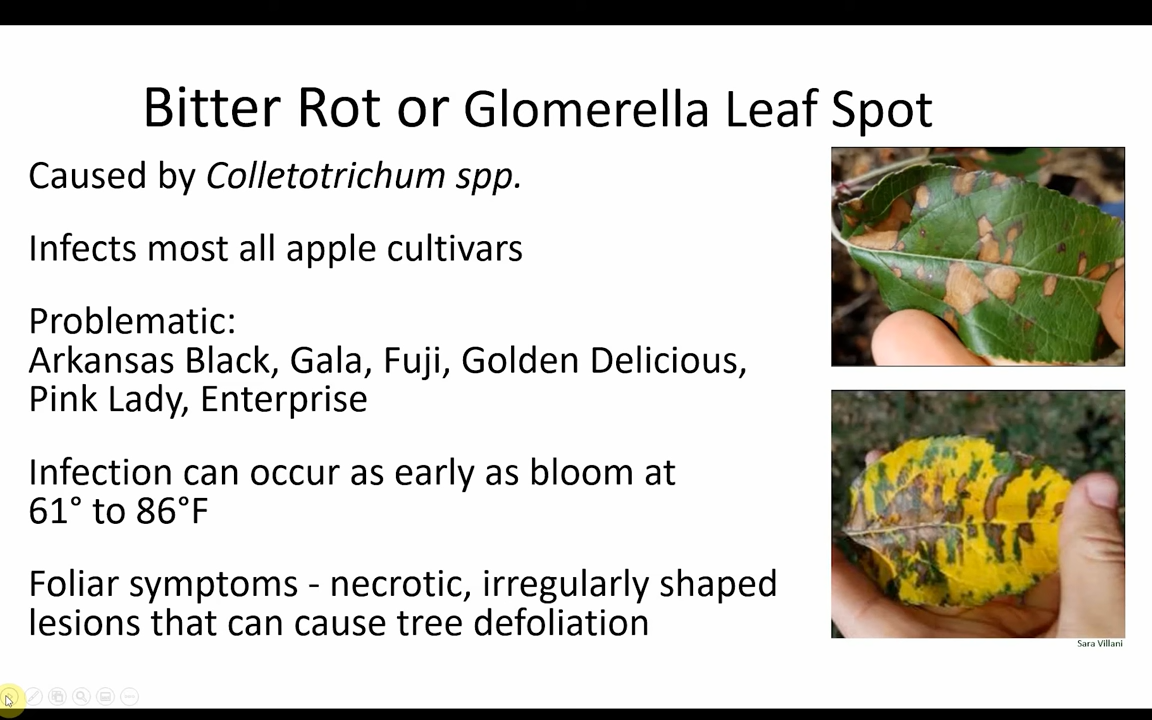 Bitter Rot or Glomerella Leaf Spot
Caused by Colletotrichum spp.
Infects most all apple cultivars
Problematic:
Arkansas Black, Gala, Fuji, Golden Delicious,
Pink Lady, Enterprise
Infection can occur as early as bloom at
61° to 86°F
Foliar symptoms - necrotic, irregularly shaped
lesions that can cause tree defoliation
Sara Villani